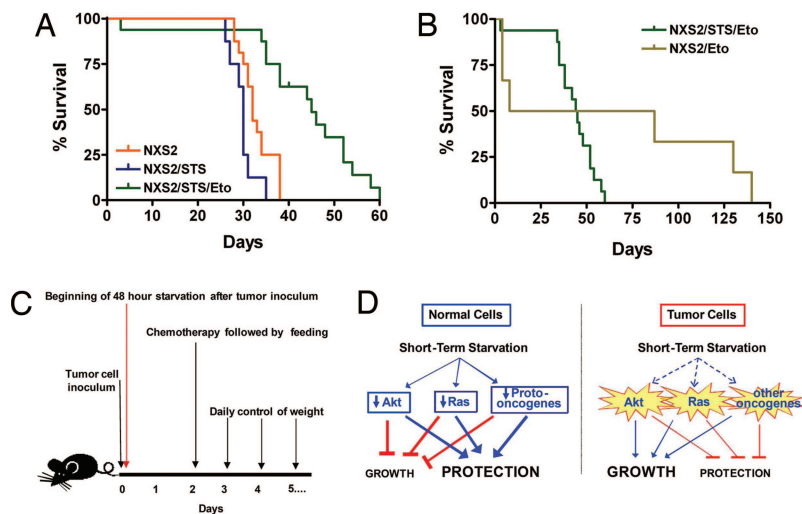 A
% Survival
100
75
50
25
0
NXS2
NXS2/STS
NXS2/STS/Eto
0 10 20 30 40 50 60
Days
B
% Survival
100
75
50
25
0
NXS2/STS/Eto
NXS2/Eto
0 25 50 75 100 125 150
Days
C
Beginning of 48 hour starvation after tumor inoculum
Chemotherapy followed by feeding
Tumor cell
inoculum
Daily control of weight
0 1 2 3 4 5....
Days
D
Normal Cells
Short-Term Starvation
↓Akt
↓Ras
↓Proto-
oncogenes
GROWTH
PROTECTION
Tumor Cells
Short-Term Starvation
Akt
Ras
other
oncogenes
GROWTH
PROTECTION